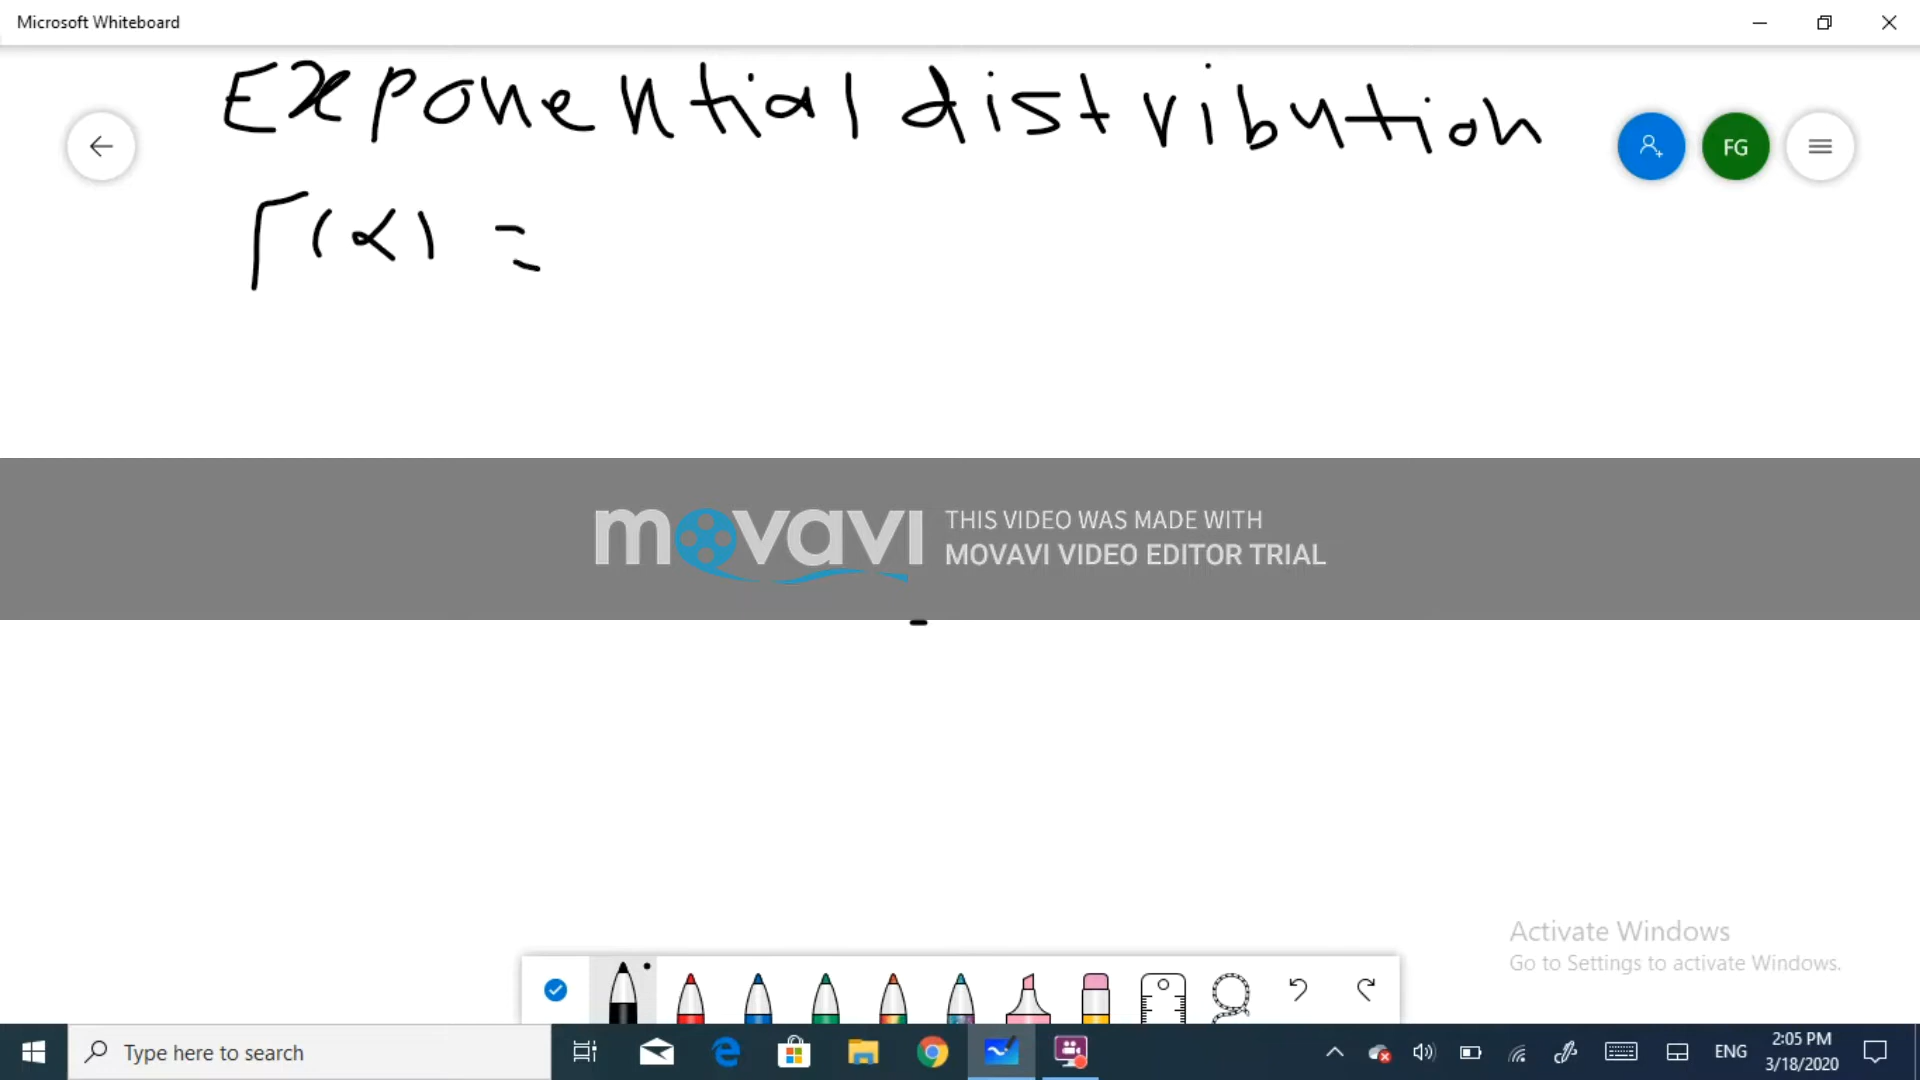 Microsoft Whiteboard
Exponential distribution
FG
Γ(α) =
movavi
THIS VIDEO WAS MADE WITH
MOVAVI VIDEO EDITOR TRIAL
Activate Windows
Go to Settings to activate Windows.
Type here to search
ENG
2:05 PM
3/18/2020